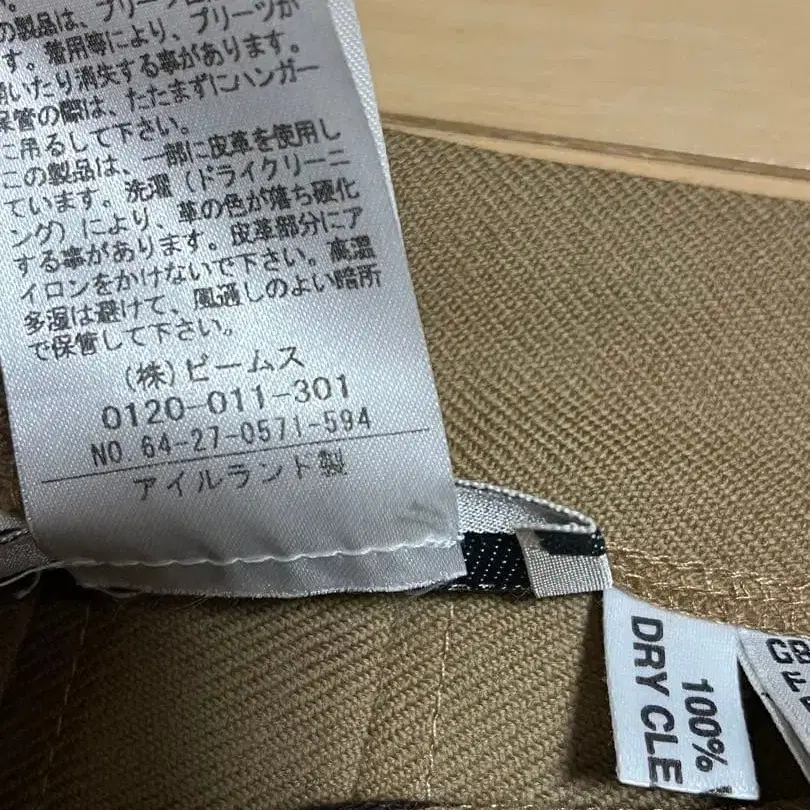 の製品は、プリーツ
す。着用等により、プリーツが
開いたり消失する事があります。
保管の際は、たたまずにハンガー
に吊るして下さい。
この製品は、一部に皮革を使用し
ています。洗濯（ドライクリーニ
ング）により、革の色が落ち硬化
する事があります。皮革部分にア
イロンをかけないで下さい。高温
多湿は避けて、風通しのよい暗所
で保管して下さい。
(株)ビームス
0120-011-301
NO.64-27-0571-594
アイルランド製
100%
DRY CLE
GB
F